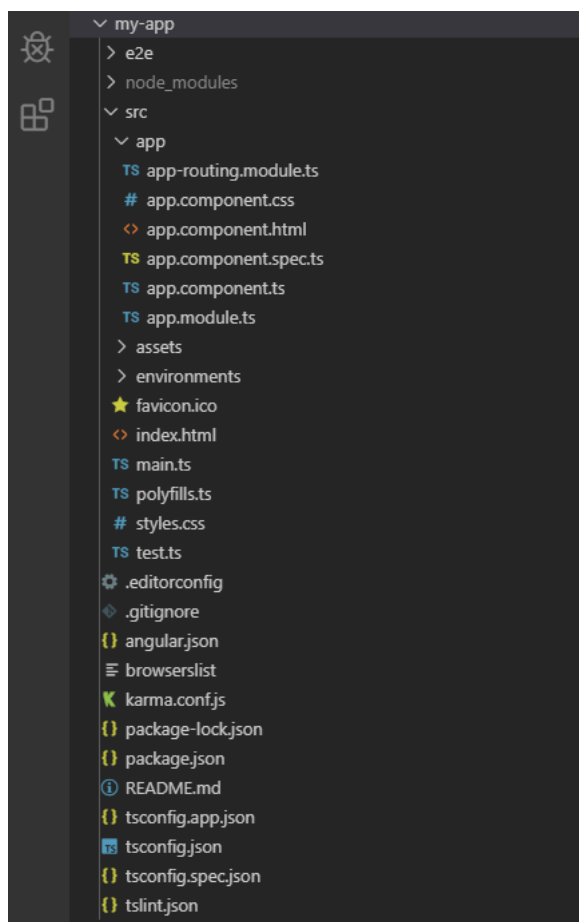 my-app
e2e
node_modules
src
app
TS app-routing.module.ts
# app.component.css
<> app.component.html
TS app.component.spec.ts
TS app.component.ts
TS app.module.ts
assets
environments
favicon.ico
<> index.html
TS main.ts
TS polyfills.ts
# styles.css
TS test.ts
.editorconfig
.gitignore
{} angular.json
browserslist
karma.conf.js
{} package-lock.json
{} package.json
README.md
{} tsconfig.app.json
TS tsconfig.json
{} tsconfig.spec.json
{} tslint.json